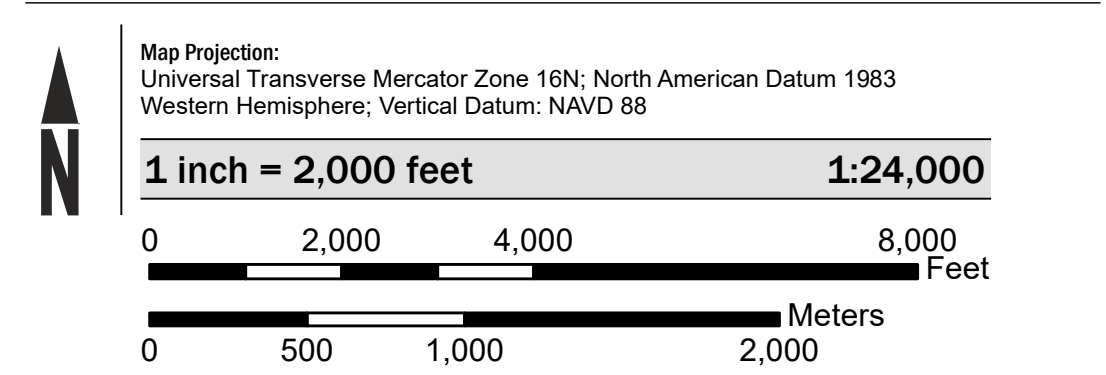 N
Map Projection:
Universal Transverse Mercator Zone 16N; North American Datum 1983
Western Hemisphere; Vertical Datum: NAVD 88
1 inch = 2,000 feet 1:24,000
0 2,000 4,000 8,000
Feet
Meters
0 500 1,000 2,000